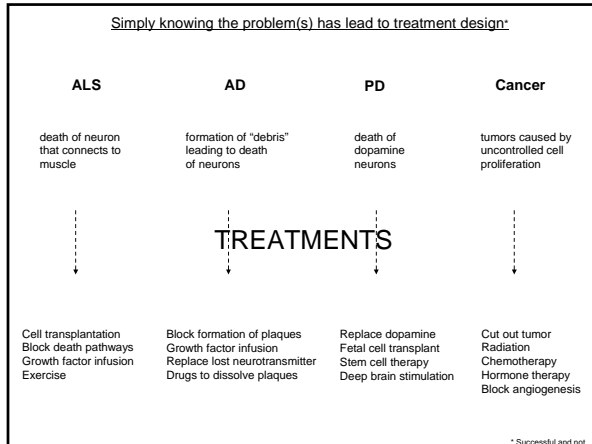 Simply knowing the problem(s) has lead to treatment design*
ALS
death of neuron
that connects to
muscle
AD
formation of “debris”
leading to death
of neurons
PD
death of
dopamine
neurons
Cancer
tumors caused by
uncontrolled cell
proliferation
TREATMENTS
Cell transplantation
Block death pathways
Growth factor infusion
Exercise
Block formation of plaques
Growth factor infusion
Replace lost neurotransmitter
Drugs to dissolve plaques
Replace dopamine
Fetal cell transplant
Stem cell therapy
Deep brain stimulation
Cut out tumor
Radiation
Chemotherapy
Hormone therapy
Block angiogenesis
* Successful and not